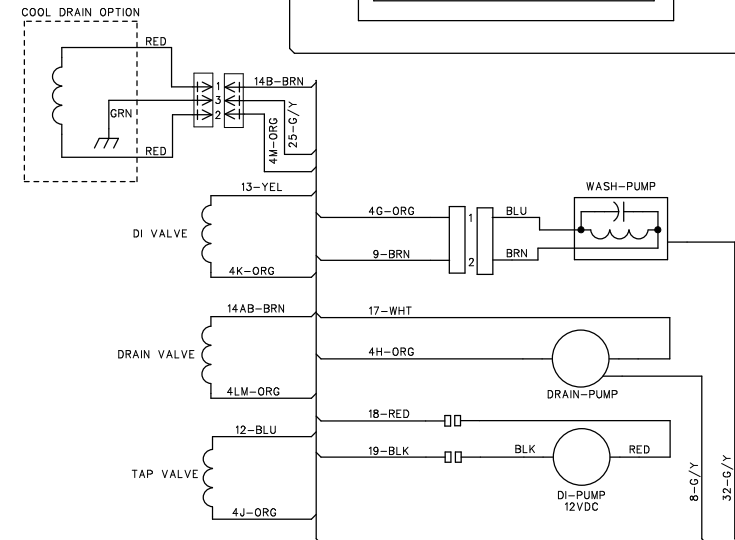 COOL DRAIN OPTION
RED
GRN
RED
1
3
2
14B-BRN
4M-ORG
25-G/Y
13-YEL
DI VALVE
4K-ORG
4G-ORG
1
BLU
WASH-PUMP
9-BRN
2
BRN
14AB-BRN
DRAIN VALVE
4LM-ORG
17-WHT
4H-ORG
DRAIN-PUMP
12-BLU
TAP VALVE
4J-ORG
18-RED
19-BLK
BLK
RED
DI-PUMP
12VDC
8-G/Y
32-G/Y